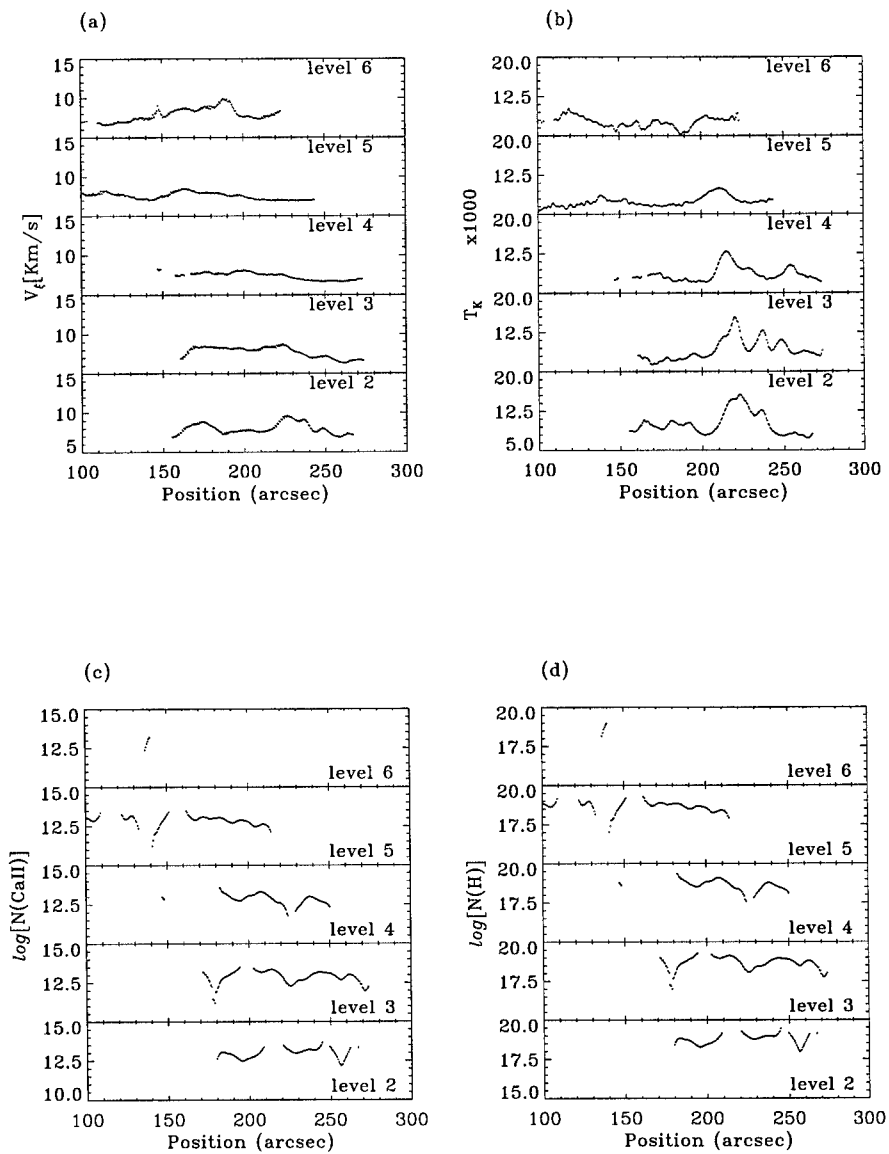 (a)
15
10
level 6
15
10
level 5
15
10
level 4
15
10
level 3
15
10
5
level 2
100 150 200 250 300
Position (arcsec)
V_t[Km/s]
(b)
20.0
12.5
level 6
20.0
12.5
level 5
20.0
12.5
level 4
20.0
12.5
level 3
20.0
12.5
5.0
level 2
100 150 200 250 300
Position (arcsec)
T_K x1000
(c)
15.0
12.5
level 6
15.0
12.5
level 5
15.0
12.5
level 4
15.0
12.5
level 3
15.0
12.5
10.0
level 2
100 150 200 250 300
Position (arcsec)
log[N(CaII)]
(d)
20.0
17.5
level 6
20.0
17.5
level 5
20.0
17.5
level 4
20.0
17.5
level 3
20.0
17.5
15.0
level 2
100 150 200 250 300
Position (arcsec)
log[N(H)]